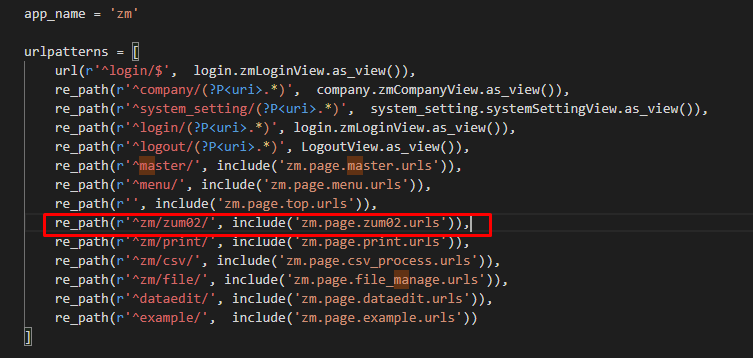 app_name = 'zm'
urlpatterns = [
url(r'^login/$',  login.zmLoginView.as_view()),
re_path(r'^company/(?P<uri>.*)',  company.zmCompanyView.as_view()),
re_path(r'^system_setting/(?P<uri>.*)',  system_setting.systemSettingView.as_view()),
re_path(r'^login/(?P<uri>.*)', login.zmLoginView.as_view()),
re_path(r'^logout/(?P<uri>.*)', LogoutView.as_view()),
re_path(r'^master/', include('zm.page.master.urls')),
re_path(r'^menu/', include('zm.page.menu.urls')),
re_path(r'', include('zm.page.top.urls')),
re_path(r'^zm/zum02/', include('zm.page.zum02.urls')),
re_path(r'^zm/print/', include('zm.page.print.urls')),
re_path(r'^zm/csv/', include('zm.page.csv_process.urls')),
re_path(r'^zm/file/', include('zm.page.file_manage.urls')),
re_path(r'^dataedit/', include('zm.page.dataedit.urls')),
re_path(r'^example/',  include('zm.page.example.urls'))
]